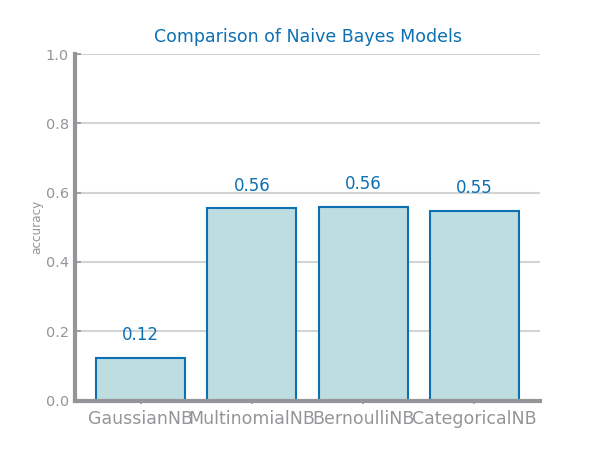 Comparison of Naive Bayes Models
1.0
0.8
0.6
0.4
0.2
0.0
accuracy
0.12
0.56
0.56
0.55
GaussianNB
MultinomialNB
BernoulliNB
CategoricalNB